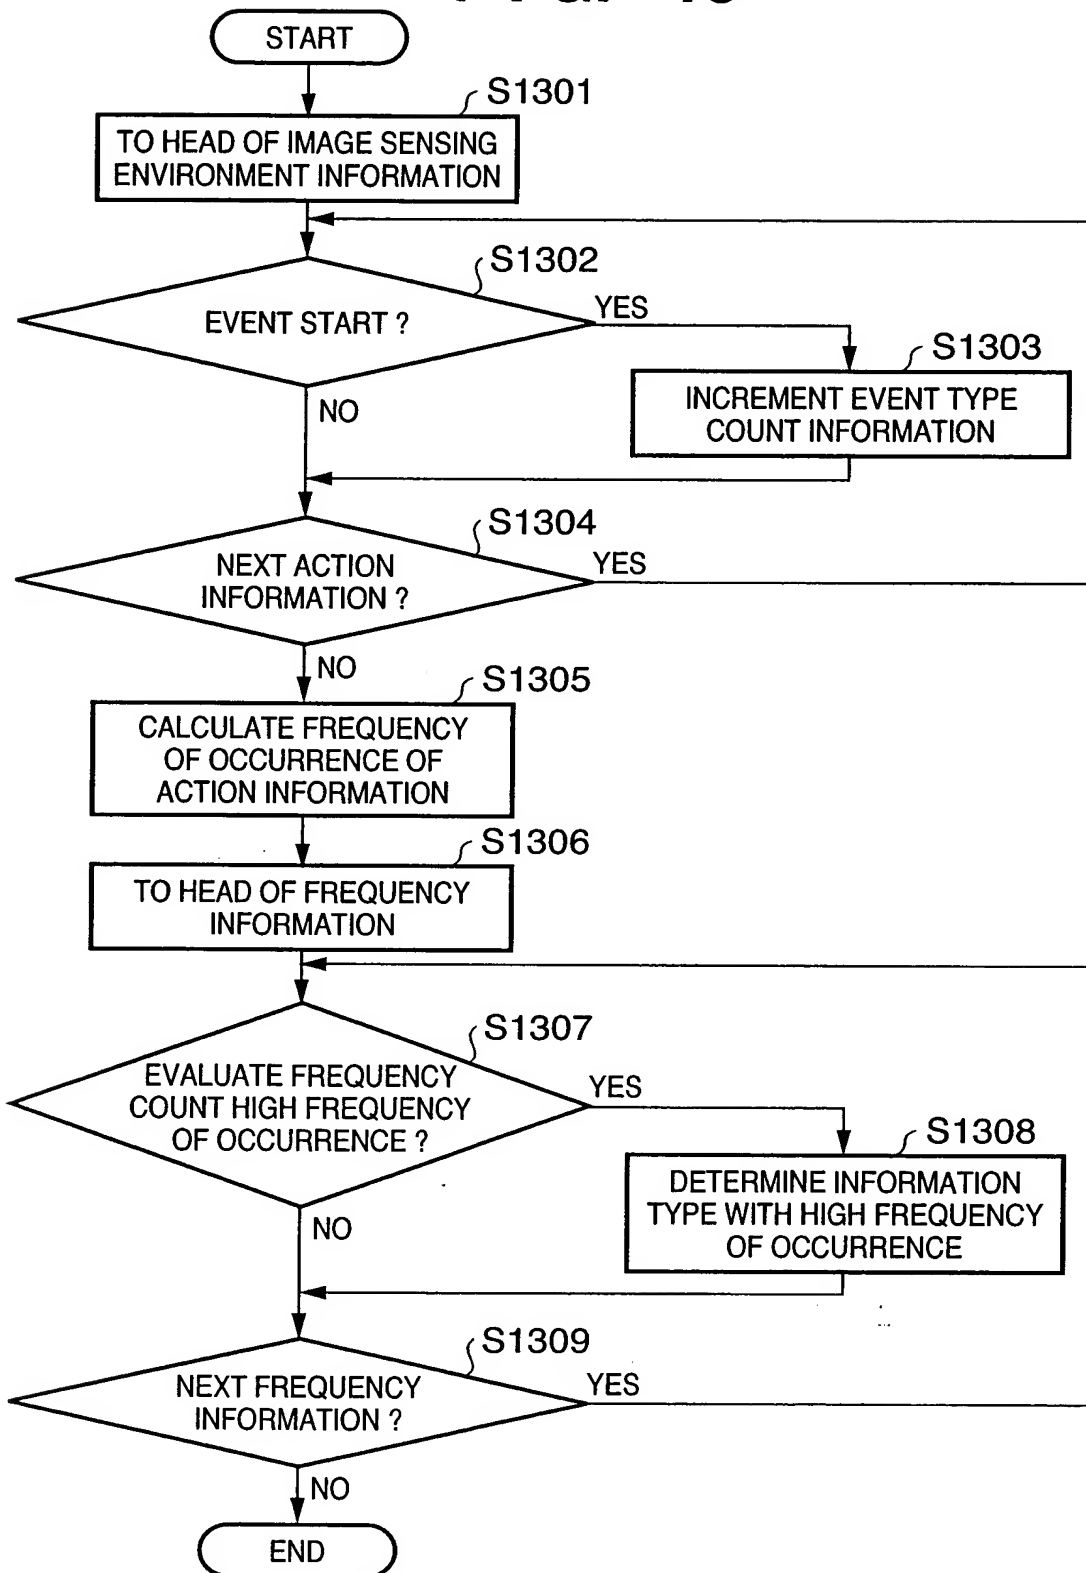 START
S1301
TO HEAD OF IMAGE SENSING
ENVIRONMENT INFORMATION
S1302
EVENT START ?
YES
S1303
INCREMENT EVENT TYPE
COUNT INFORMATION
NO
S1304
NEXT ACTION
INFORMATION ?
YES
NO
S1305
CALCULATE FREQUENCY
OF OCCURRENCE OF
ACTION INFORMATION
S1306
TO HEAD OF FREQUENCY
INFORMATION
S1307
EVALUATE FREQUENCY
COUNT HIGH FREQUENCY
OF OCCURRENCE ?
YES
S1308
DETERMINE INFORMATION
TYPE WITH HIGH FREQUENCY
OF OCCURRENCE
NO
S1309
NEXT FREQUENCY
INFORMATION ?
YES
NO
END